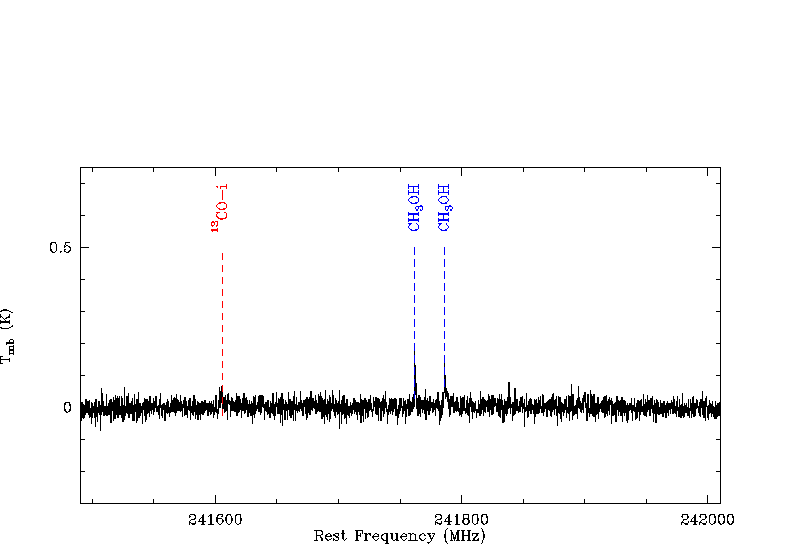 ¹³CO-i
CH₃OH
CH₃OH
0.5
0
T_mb (K)
241600
241800
242000
Rest Frequency (MHz)